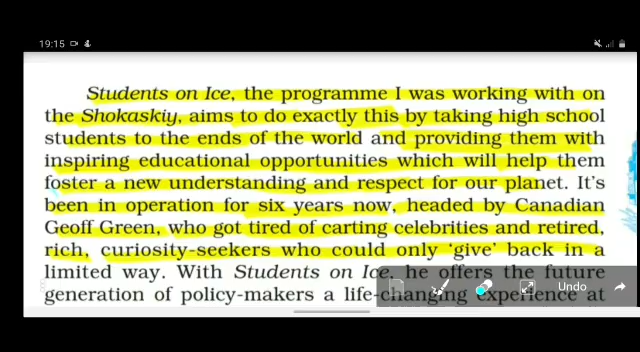 19:15
Students on Ice, the programme I was working with on
the Shokaskiy, aims to do exactly this by taking high school
students to the ends of the world and providing them with
inspiring educational opportunities which will help them
foster a new understanding and respect for our planet. It's
been in operation for six years now, headed by Canadian
Geoff Green, who got tired of carting celebrities and retired,
rich, curiosity-seekers who could only 'give' back in a
limited way. With Students on Ice, he offers the future
generation of policy-makers a life-changing experience at
Undo